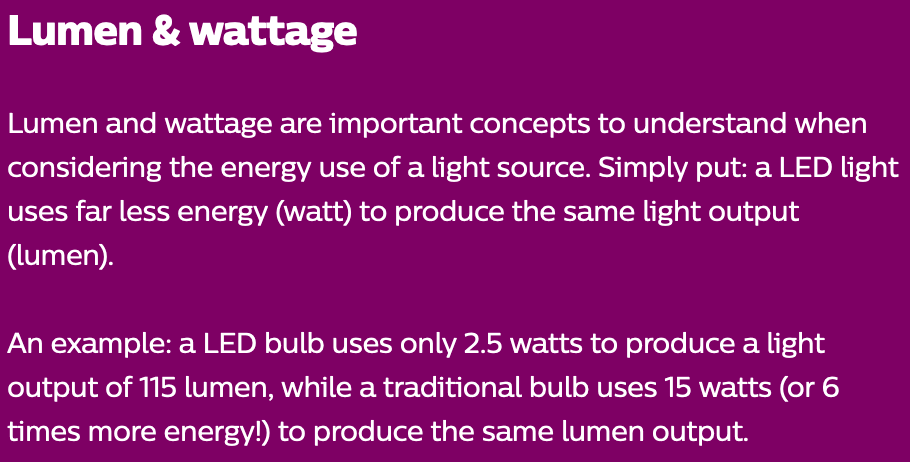 Lumen & wattage
Lumen and wattage are important concepts to understand when
considering the energy use of a light source. Simply put: a LED light
uses far less energy (watt) to produce the same light output
(lumen).
An example: a LED bulb uses only 2.5 watts to produce a light
output of 115 lumen, while a traditional bulb uses 15 watts (or 6
times more energy!) to produce the same lumen output.